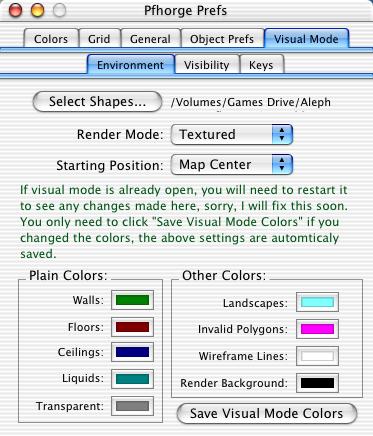 Pfhorge Prefs
Colors Grid General Object Prefs Visual Mode
Environment Visibility Keys
Select Shapes... /Volumes/Games Drive/Aleph
Render Mode: Textured
Starting Position: Map Center
If visual mode is already open, you will need to restart it
to see any changes made here, sorry, I will fix this soon.
You only need to click "Save Visual Mode Colors" if you
changed the colors, the above settings are automticaly
saved.
Plain Colors:
Walls:
Floors:
Ceilings:
Liquids:
Transparent:
Other Colors:
Landscapes:
Invalid Polygons:
Wireframe Lines:
Render Background:
Save Visual Mode Colors